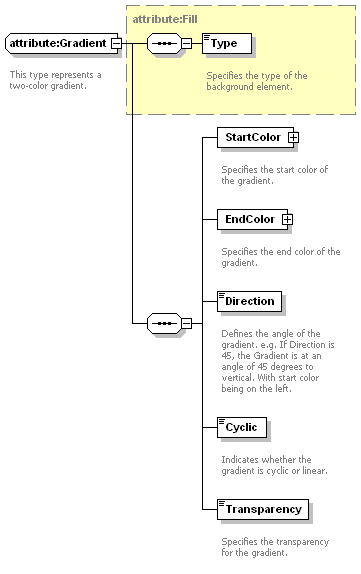 attribute:Fill
attribute:Gradient
This type represents a
two-color gradient.
Type
Specifies the type of the
background element.
StartColor
Specifies the start color of
the gradient.
EndColor
Specifies the end color of the
gradient.
Direction
Defines the angle of the
gradient. e.g. If Direction is
45, the Gradient is at an
angle of 45 degrees to
vertical. With start color
being on the left.
Cyclic
Indicates whether the
gradient is cyclic or linear.
Transparency
Specifies the transparency
for the gradient.